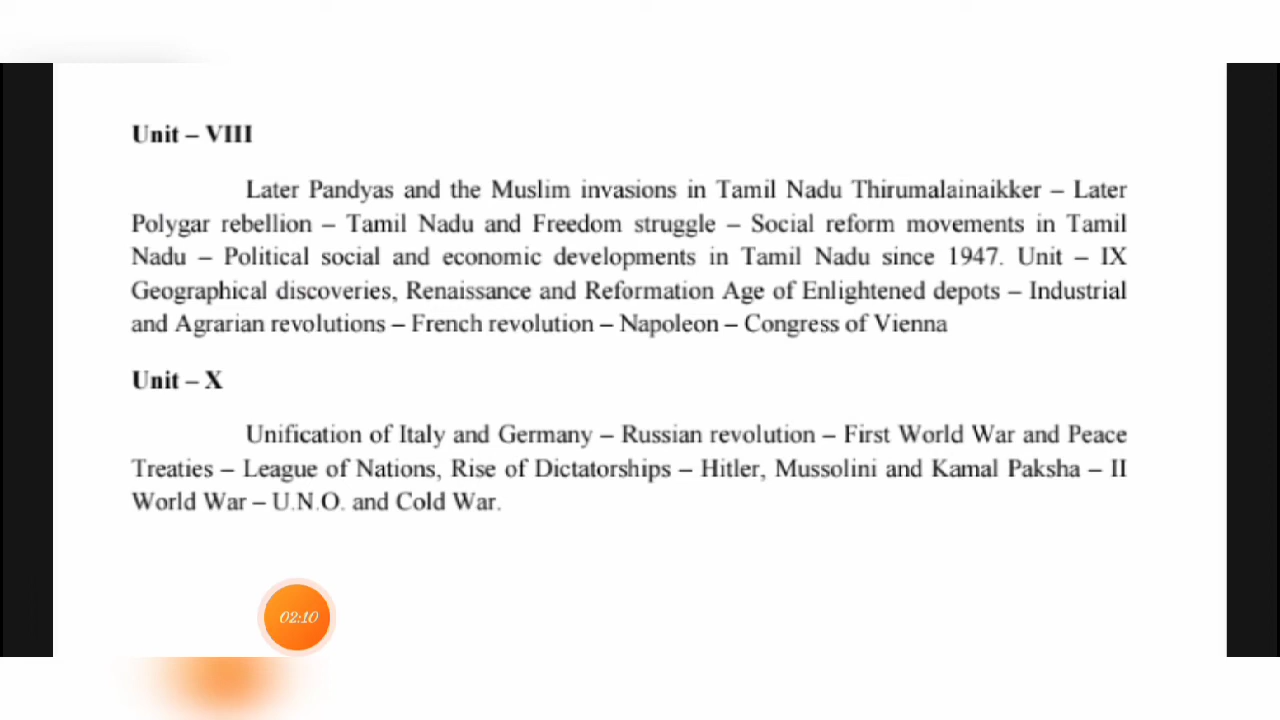 Unit – VIII
Later Pandyas and the Muslim invasions in Tamil Nadu Thirumalainaikker – Later
Polygar rebellion – Tamil Nadu and Freedom struggle – Social reform movements in Tamil
Nadu – Political social and economic developments in Tamil Nadu since 1947. Unit – IX
Geographical discoveries, Renaissance and Reformation Age of Enlightened depots – Industrial
and Agrarian revolutions – French revolution – Napoleon – Congress of Vienna
Unit – X
Unification of Italy and Germany – Russian revolution – First World War and Peace
Treaties – League of Nations, Rise of Dictatorships – Hitler, Mussolini and Kamal Paksha – II
World War – U.N.O. and Cold War.
02:10